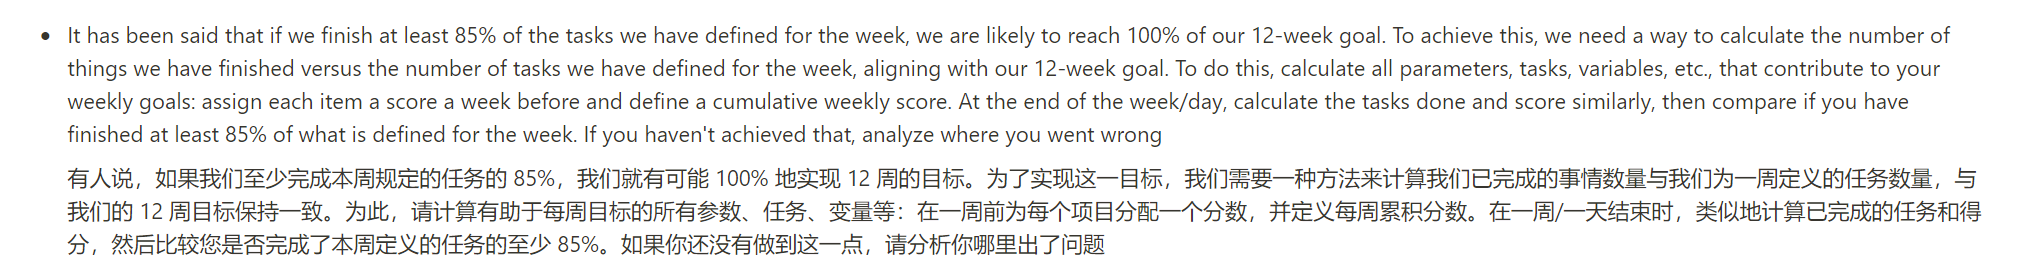 • It has been said that if we finish at least 85% of the tasks we have defined for the week, we are likely to reach 100% of our 12-week goal. To achieve this, we need a way to calculate the number of
things we have finished versus the number of tasks we have defined for the week, aligning with our 12-week goal. To do this, calculate all parameters, tasks, variables, etc., that contribute to your
weekly goals: assign each item a score a week before and define a cumulative weekly score. At the end of the week/day, calculate the tasks done and score similarly, then compare if you have
finished at least 85% of what is defined for the week. If you haven't achieved that, analyze where you went wrong
有人说，如果我们至少完成本周规定的任务的 85%，我们就有可能 100% 地实现 12 周的目标。为了实现这一目标，我们需要一种方法来计算我们已完成的事情数量与我们为一周定义的任务数量，与
我们的 12 周目标保持一致。为此，请计算有助于每周目标的所有参数、任务、变量等：在一周前为每个项目分配一个分数，并定义每周累积分数。在一周/一天结束时，类似地计算已完成的任务和得
分，然后比较您是否完成了本周定义的任务的至少 85%。如果你还没有做到这一点，请分析你哪里出了问题